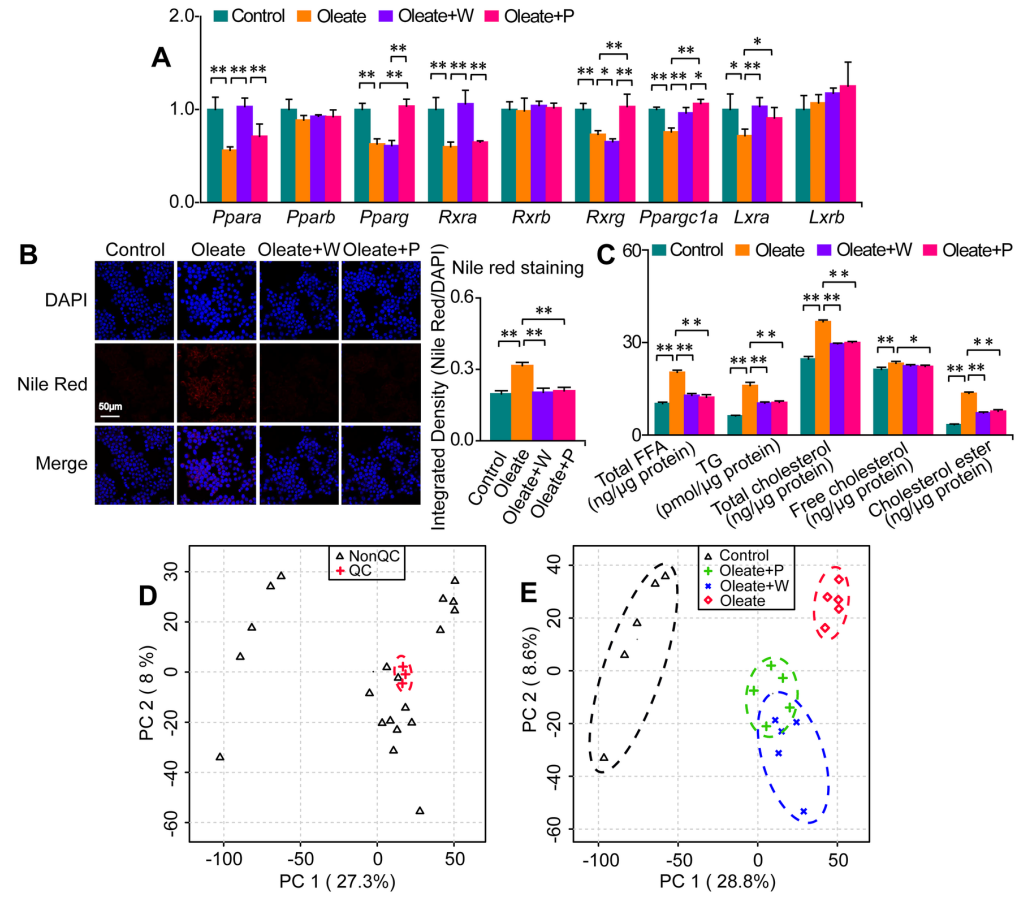 Control Oleate Oleate+W Oleate+P
A
2.0
1.0
0.0
** ** **
** ** **
** ** **
** * ** **
** ** * **
* ** *
Ppara Pparb Pparg Rxra Rxrb Rxrg Ppargc1a Lxra Lxrb
B
Control Oleate Oleate+W Oleate+P
DAPI
Nile Red
50μm
Merge
Nile red staining
Integrated Density (Nile Red/DAPI)
0.6
0.3
0.0
** ** **
Control
Oleate
Oleate+W
Oleate+P
C
Control Oleate Oleate+W Oleate+P
60
30
0
** ** **
** ** **
** ** **
** *
** ** **
Total FFA
(ng/μg protein)
TG
(pmol/μg protein)
Total cholesterol
(ng/μg protein)
Free cholesterol
(ng/μg protein)
Cholesterol ester
(ng/μg protein)
D
NonQC
QC
PC 2 ( 8 %)
30
20
0
20
-40
-60
-100 -50 0 50
PC 1 ( 27.3%)
E
Control
Oleate+P
Oleate+W
Oleate
PC 2 ( 8.6%)
40
20
0
-20
-40
-60
-100 -50 0 50
PC 1 ( 28.8%)